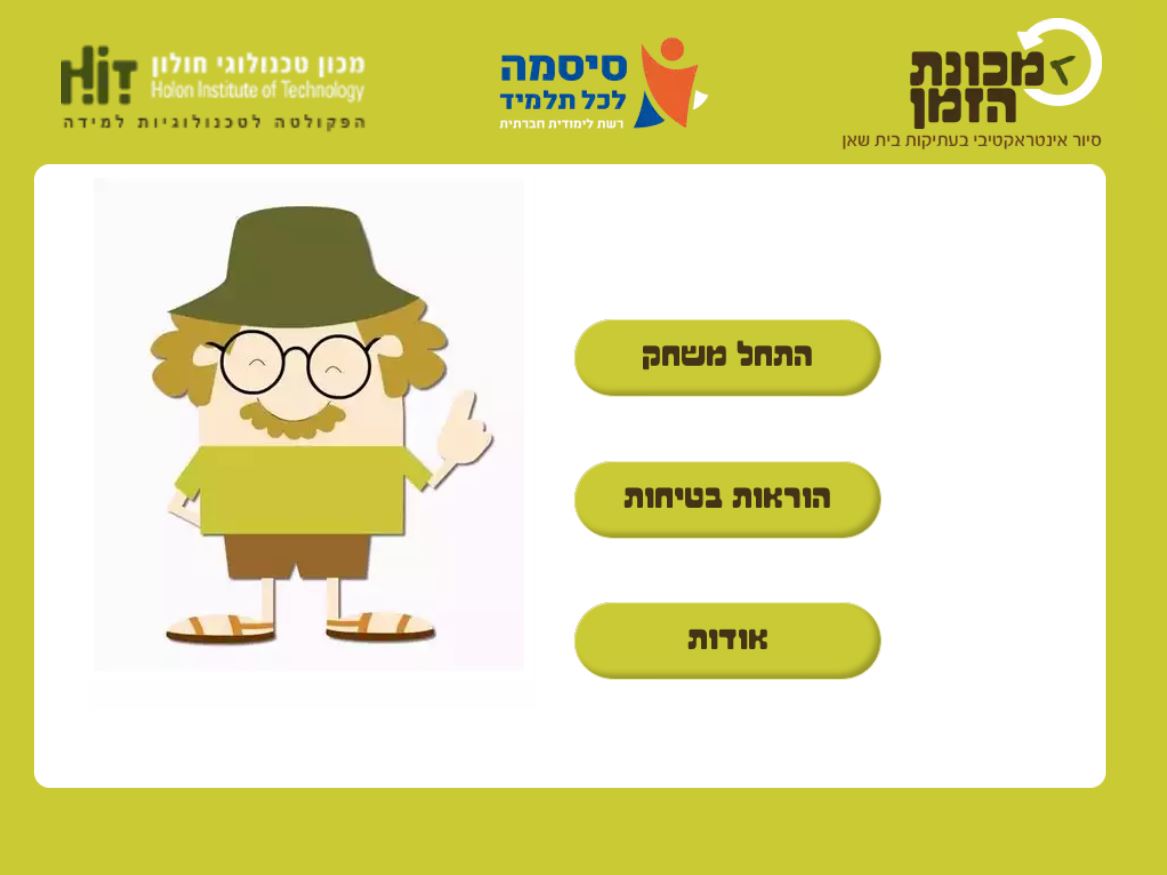 מכונת
הזמן
סיור אינטראקטיבי בעתיקות בית שאן
סיסמה
לכל תלמיד
רשת לימודית חברתית
HiT
מכון טכנולוגי חולון
Holon Institute of Technology
הפקולטה לטכנולוגיות למידה
התחל משחק
הוראות בטיחות
אודות